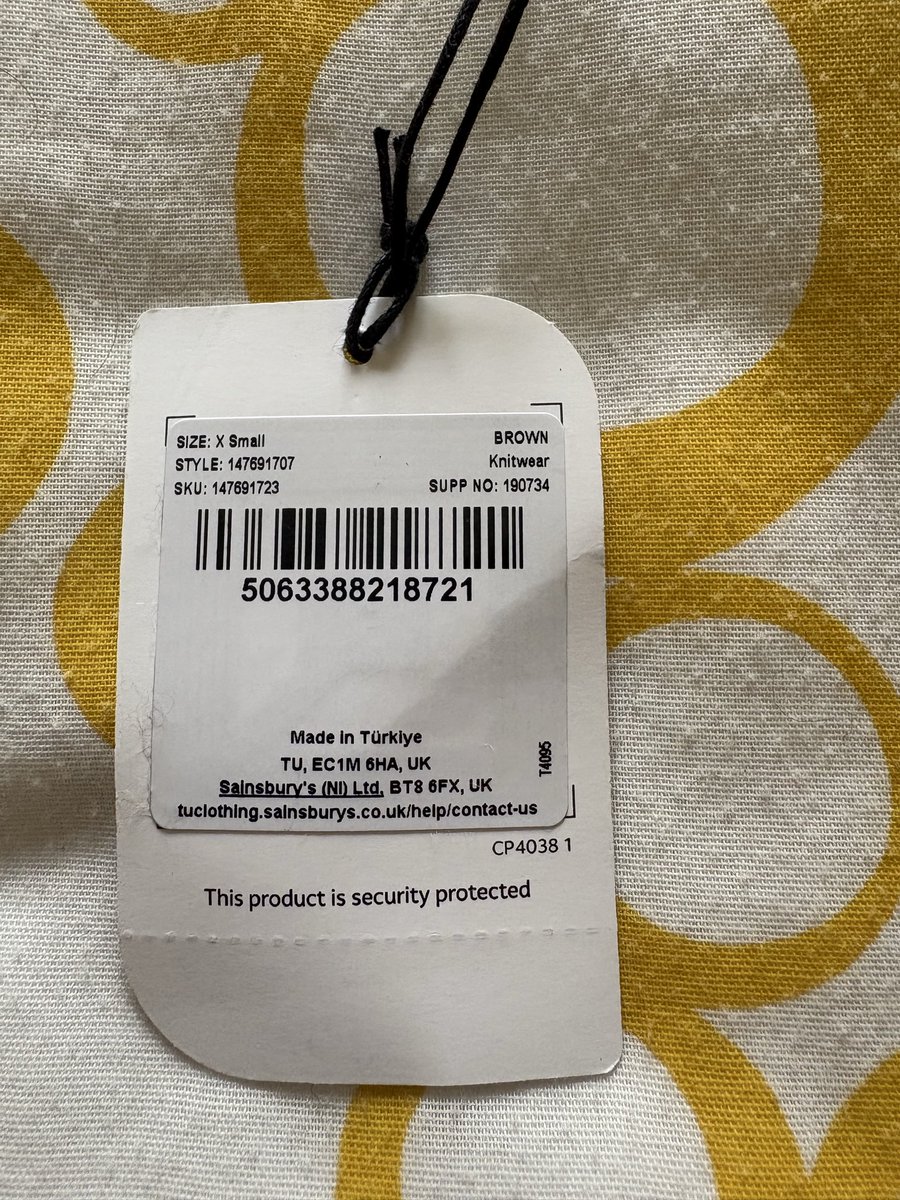 SIZE: X Small BROWN
STYLE: 147691707 Knitwear
SKU: 147691723 SUPP NO: 190734
5063388218721
Made in Türkiye
TU, EC1M 6HA, UK
Sainsbury's (NI) Ltd, BT8 6FX, UK
tuclothing.sainsburys.co.uk/help/contact-us
T4095
CP4038 1
This product is security protected